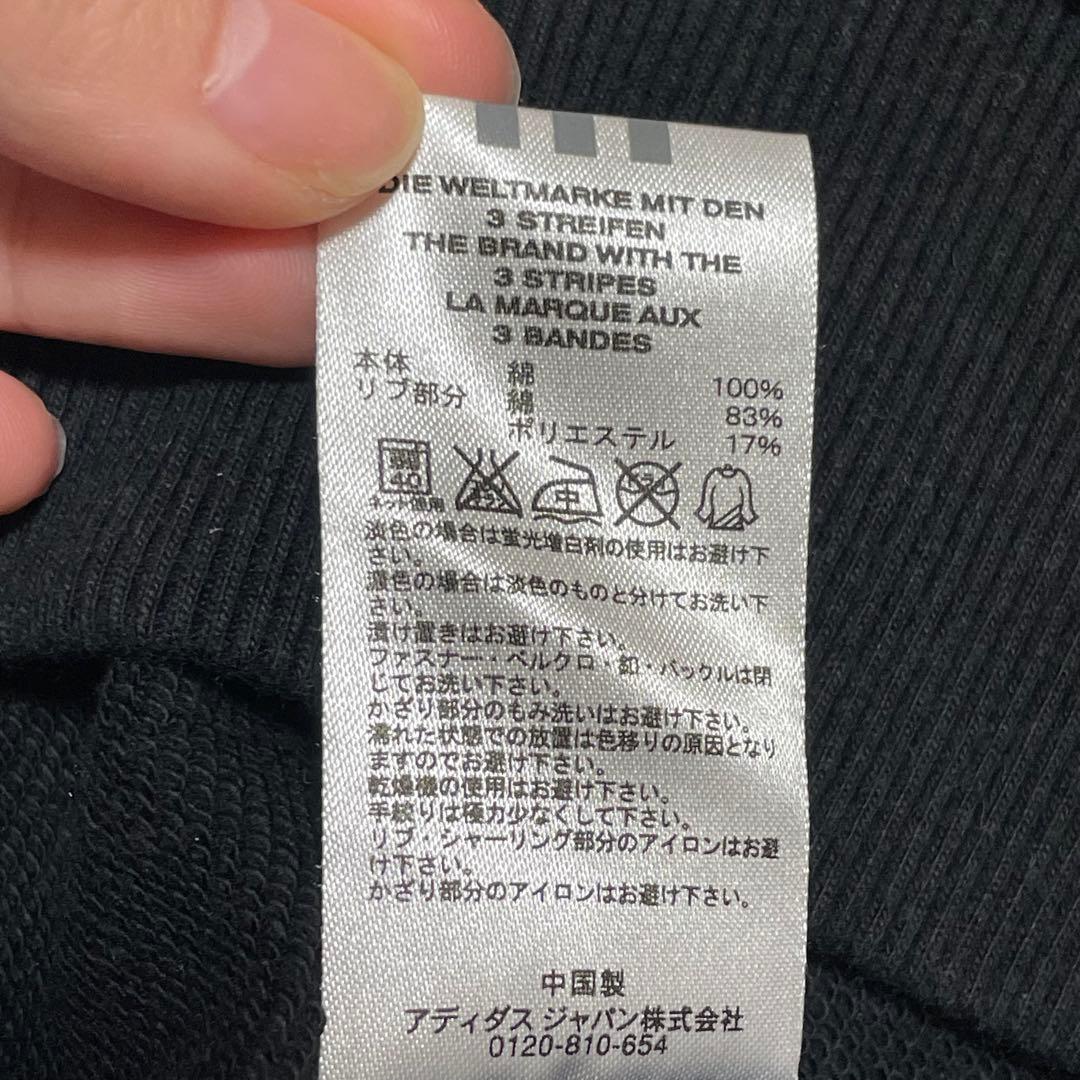 DIE WELTMARKE MIT DEN
3 STREIFEN
THE BRAND WITH THE
3 STRIPES
LA MARQUE AUX
3 BANDES
本体 綿 100%
リブ部分 綿 83%
ポリエステル 17%
40 中
ネット使用
淡色の場合は蛍光増白剤の使用はお避け下
さい。
濃色の場合は淡色のものと分けてお洗い下
さい。
漬け置きはお避け下さい。
ファスナー・ベルクロ・釦・バックルは閉
じてお洗い下さい。
かざり部分のもみ洗いはお避け下さい。
濡れた状態での放置は色移りの原因となり
ますのでお避け下さい。
乾燥機の使用はお避け下さい。
手絞りは極力少なくして下さい。
リブ・シャーリング部分のアイロンはお避
け下さい。
かざり部分のアイロンはお避け下さい。
中国製
アディダス ジャパン株式会社
0120-810-654